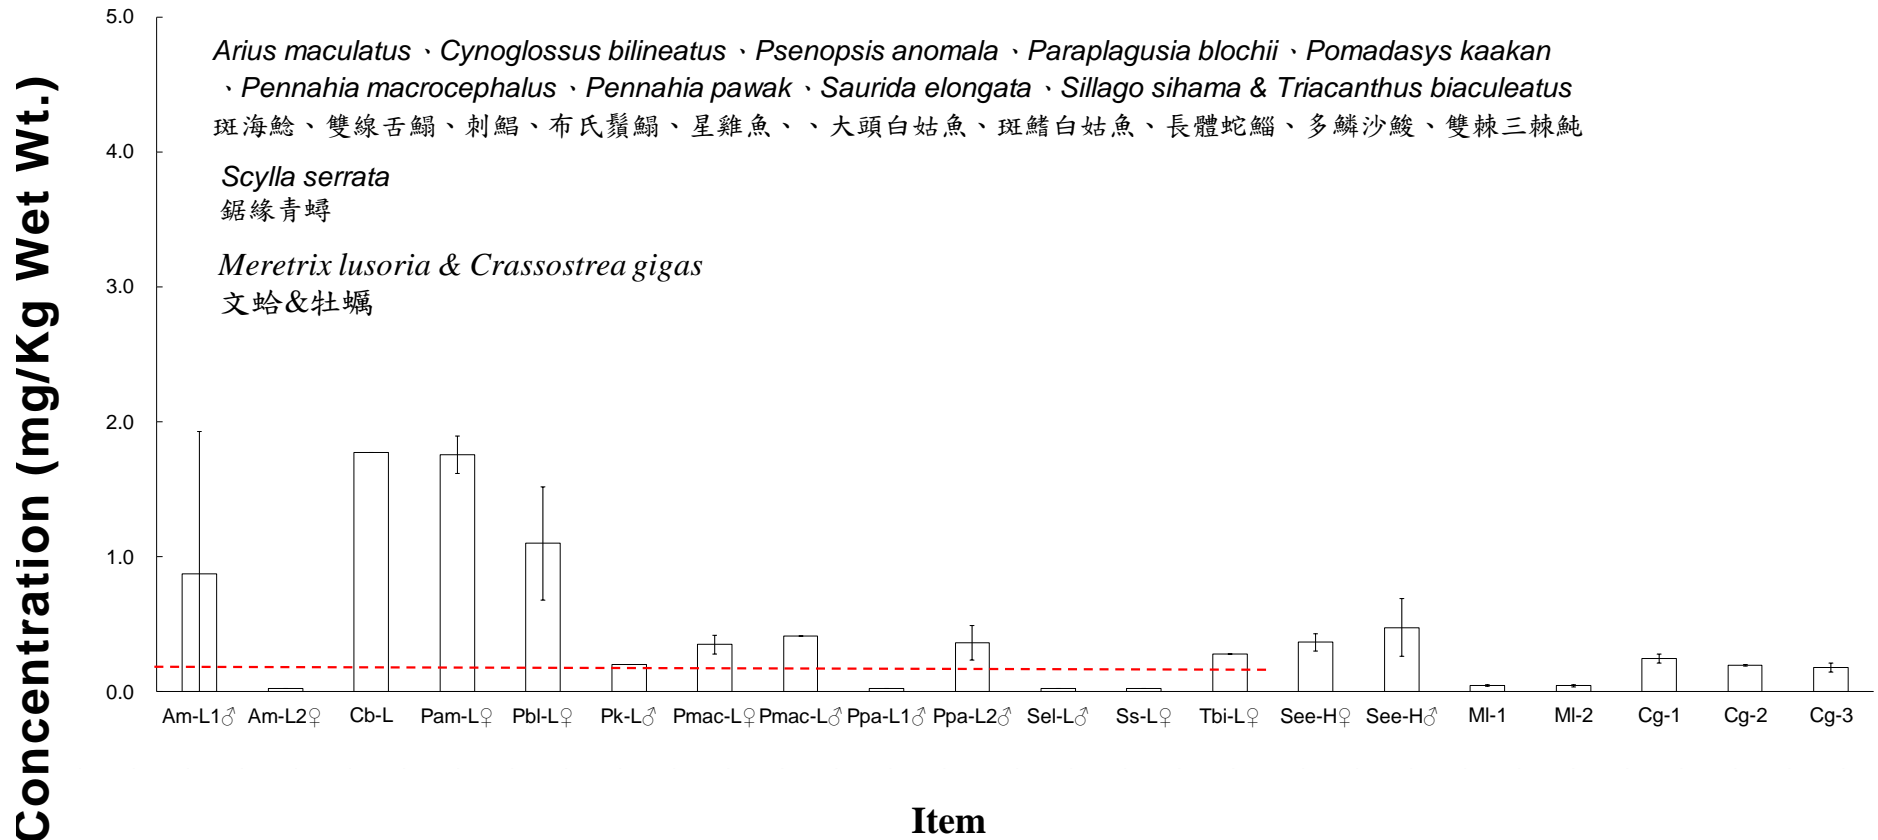 5.0
Arius maculatus、Cynoglossus bilineatus、Psenopsis anomala、Paraplagusia blochii、Pomadasys kaakan
、Pennahia macrocephalus、Pennahia pawak、Saurida elongata、Sillago sihama & Triacanthus biaculeatus
斑海鯰、雙線舌鰨、刺鯧、布氏鬚鰨、星雞魚、、大頭白姑魚、斑鰭白姑魚、長體蛇鯔、多鱗沙鮻、雙棘三棘魨
4.0
Scylla serrata
鋸緣青蟳
Meretrix lusoria & Crassostrea gigas
3.0
文蛤&牡蠣
2.0
1.0
0.0
Concentration (mg/Kg Wet Wt.)
Am-L1♂ Am-L2♀ Cb-L Pam-L♀ Pbl-L♀ Pk-L♂ Pmac-L♀ Pmac-L♂ Ppa-L1♂ Ppa-L2♂ Sel-L♂ Ss-L♀ Tbi-L♀ See-H♀ See-H♂ Ml-1 Ml-2 Cg-1 Cg-2 Cg-3
Item